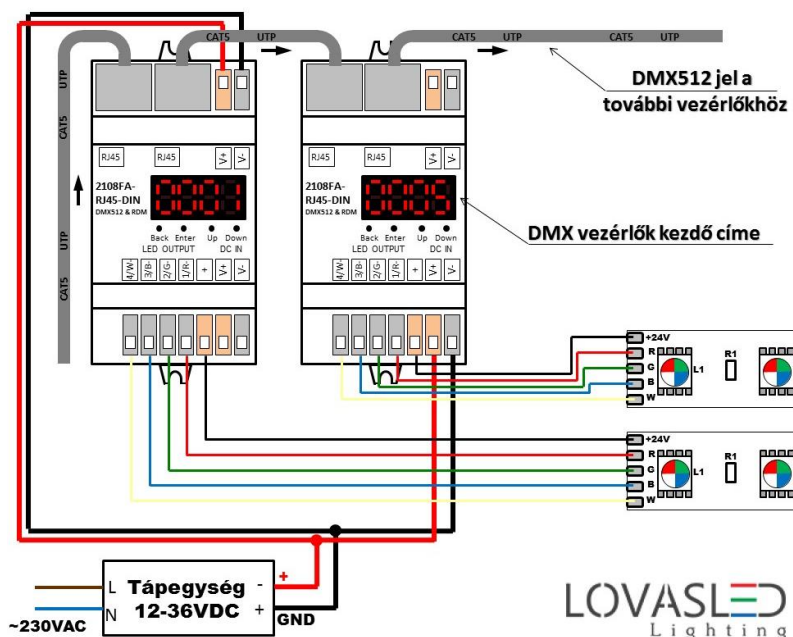 CAT5 UTP
CAT5 UTP
CAT5 UTP
DMX512 jel a
további vezérlőkhöz
UTP
CAT5
UTP
CAT5
RJ45 RJ45 V+ V-
2108FA-
RJ45-DIN
DMX512 & RDM
0001
Back Enter Up Down
LED OUTPUT DC IN
4/W- 3/B- 2/G- 1/R- + V+ V-
RJ45 RJ45 V+ V-
2108FA-
RJ45-DIN
DMX512 & RDM
0005
Back Enter Up Down
LED OUTPUT DC IN
4/W- 3/B- 2/G- 1/R- + V+ V-
DMX vezérlők kezdő címe
+24V
R
G
B
W
L1
R1
+24V
R
G
B
W
L1
R1
L
N
Tápegység
12-36VDC
-
+
+
GND
~230VAC
LOVASLED
Lighting